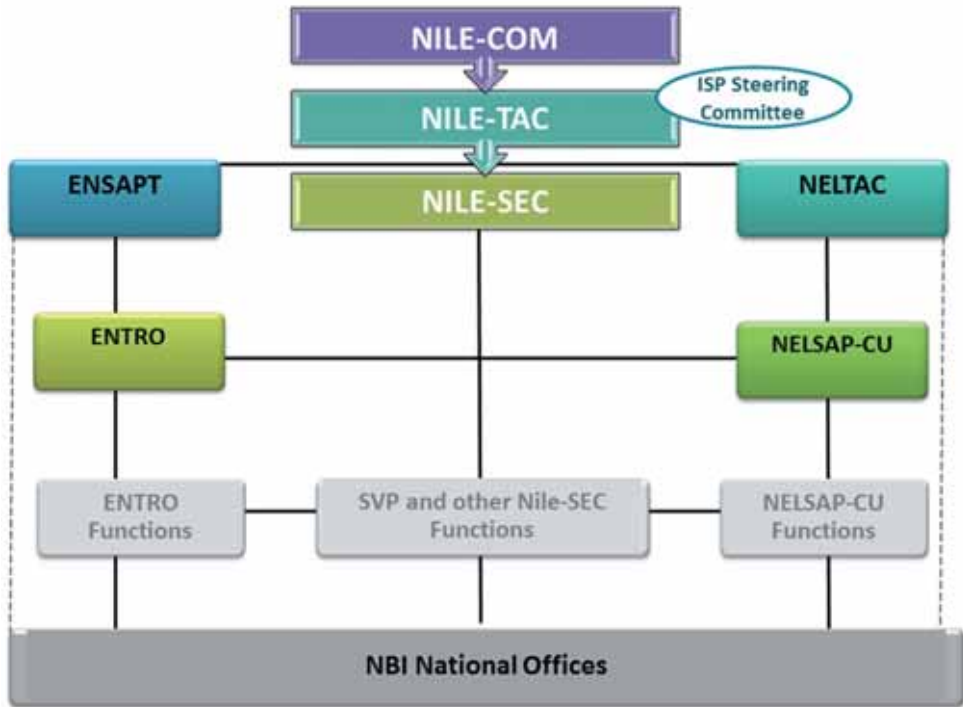 NILE-COM
ISP Steering
Committee
NILE-TAC
ENSAPT
NILE-SEC
NELTAC
ENTRO
NELSAP-CU
ENTRO
Functions
SVP and other Nile-SEC
Functions
NELSAP-CU
Functions
NBI National Offices